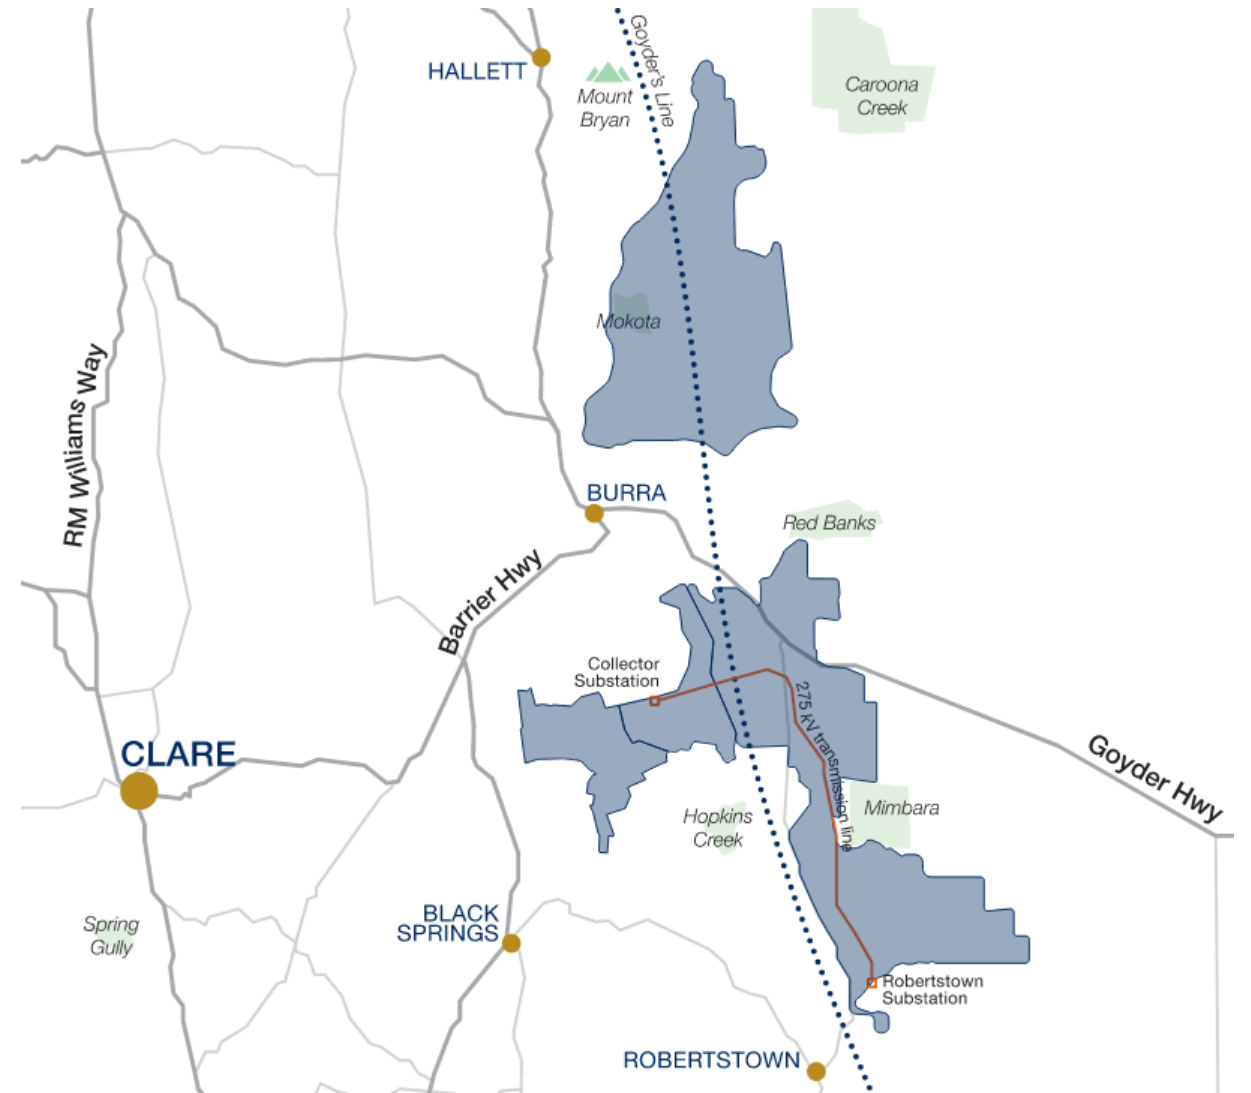 HALLETT
Mount
Bryan
Goyder's Line
Caroona
Creek
Mokota
RM Williams Way
BURRA
Red Banks
Barrier Hwy
Collector
Substation
275 kV transmission line
CLARE
Goyder Hwy
Hopkins
Creek
Mimbara
Spring
Gully
BLACK
SPRINGS
Robertstown
Substation
ROBERTSTOWN